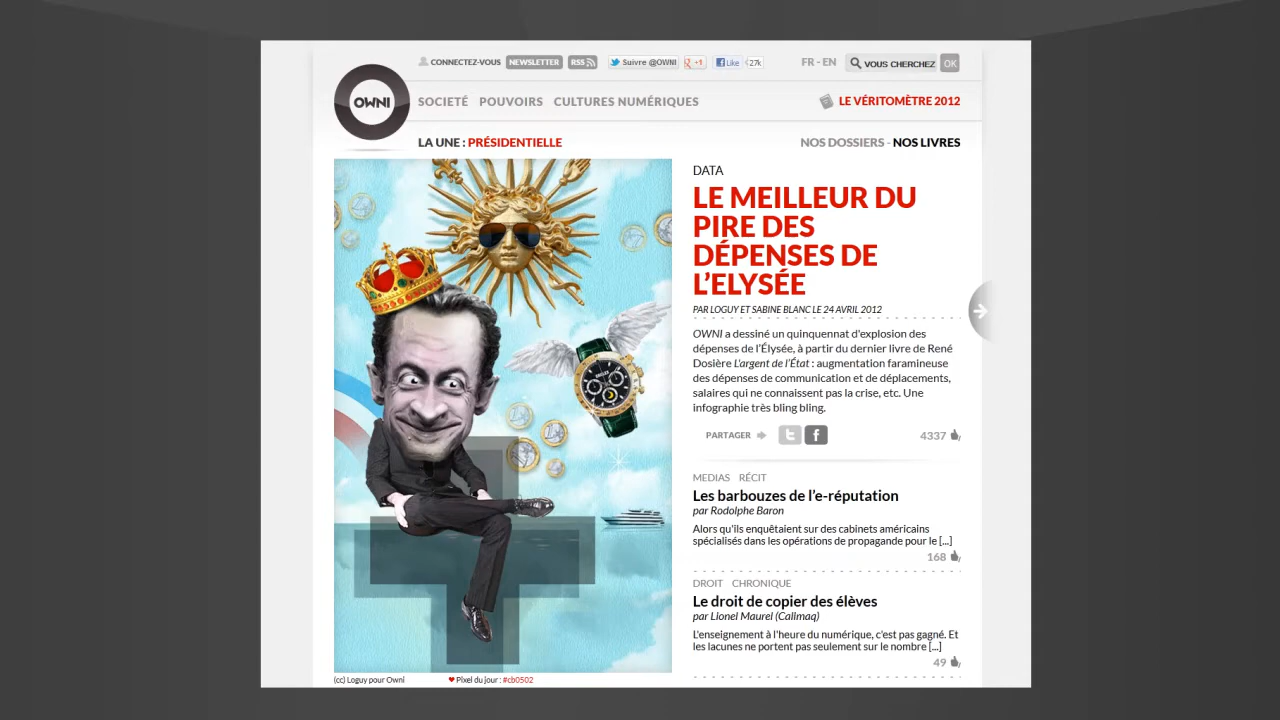 CONNECTEZ-VOUS NEWSLETTER RSS Suivre @OWNI +1 Like 27k FR - EN VOUS CHERCHEZ OK
OWNI
SOCIETÉ POUVOIRS CULTURES NUMÉRIQUES LE VÉRITOMÈTRE 2012
LA UNE : PRÉSIDENTIELLE NOS DOSSIERS - NOS LIVRES
DATA
LE MEILLEUR DU
PIRE DES
DÉPENSES DE
L'ELYSÉE
PAR LOGUY ET SABINE BLANC LE 24 AVRIL 2012
OWNI a dessiné un quinquennat d'explosion des
dépenses de l'Élysée, à partir du dernier livre de René
Dosière L'argent de l'État : augmentation faramineuse
des dépenses de communication et de déplacements,
salaires qui ne connaissent pas la crise, etc. Une
infographie très bling bling.
PARTAGER 4337
MEDIAS RÉCIT
Les barbouzes de l'e-réputation
par Rodolphe Baron
Alors qu'ils enquêtaient sur des cabinets américains
spécialisés dans les opérations de propagande pour le [...]
168
DROIT CHRONIQUE
Le droit de copier des élèves
par Lionel Maurel (Calimaq)
L'enseignement à l'heure du numérique, c'est pas gagné. Et
les lacunes ne portent pas seulement sur le nombre [...]
49
(cc) Loguy pour Owni Pixel du jour : #cb0502